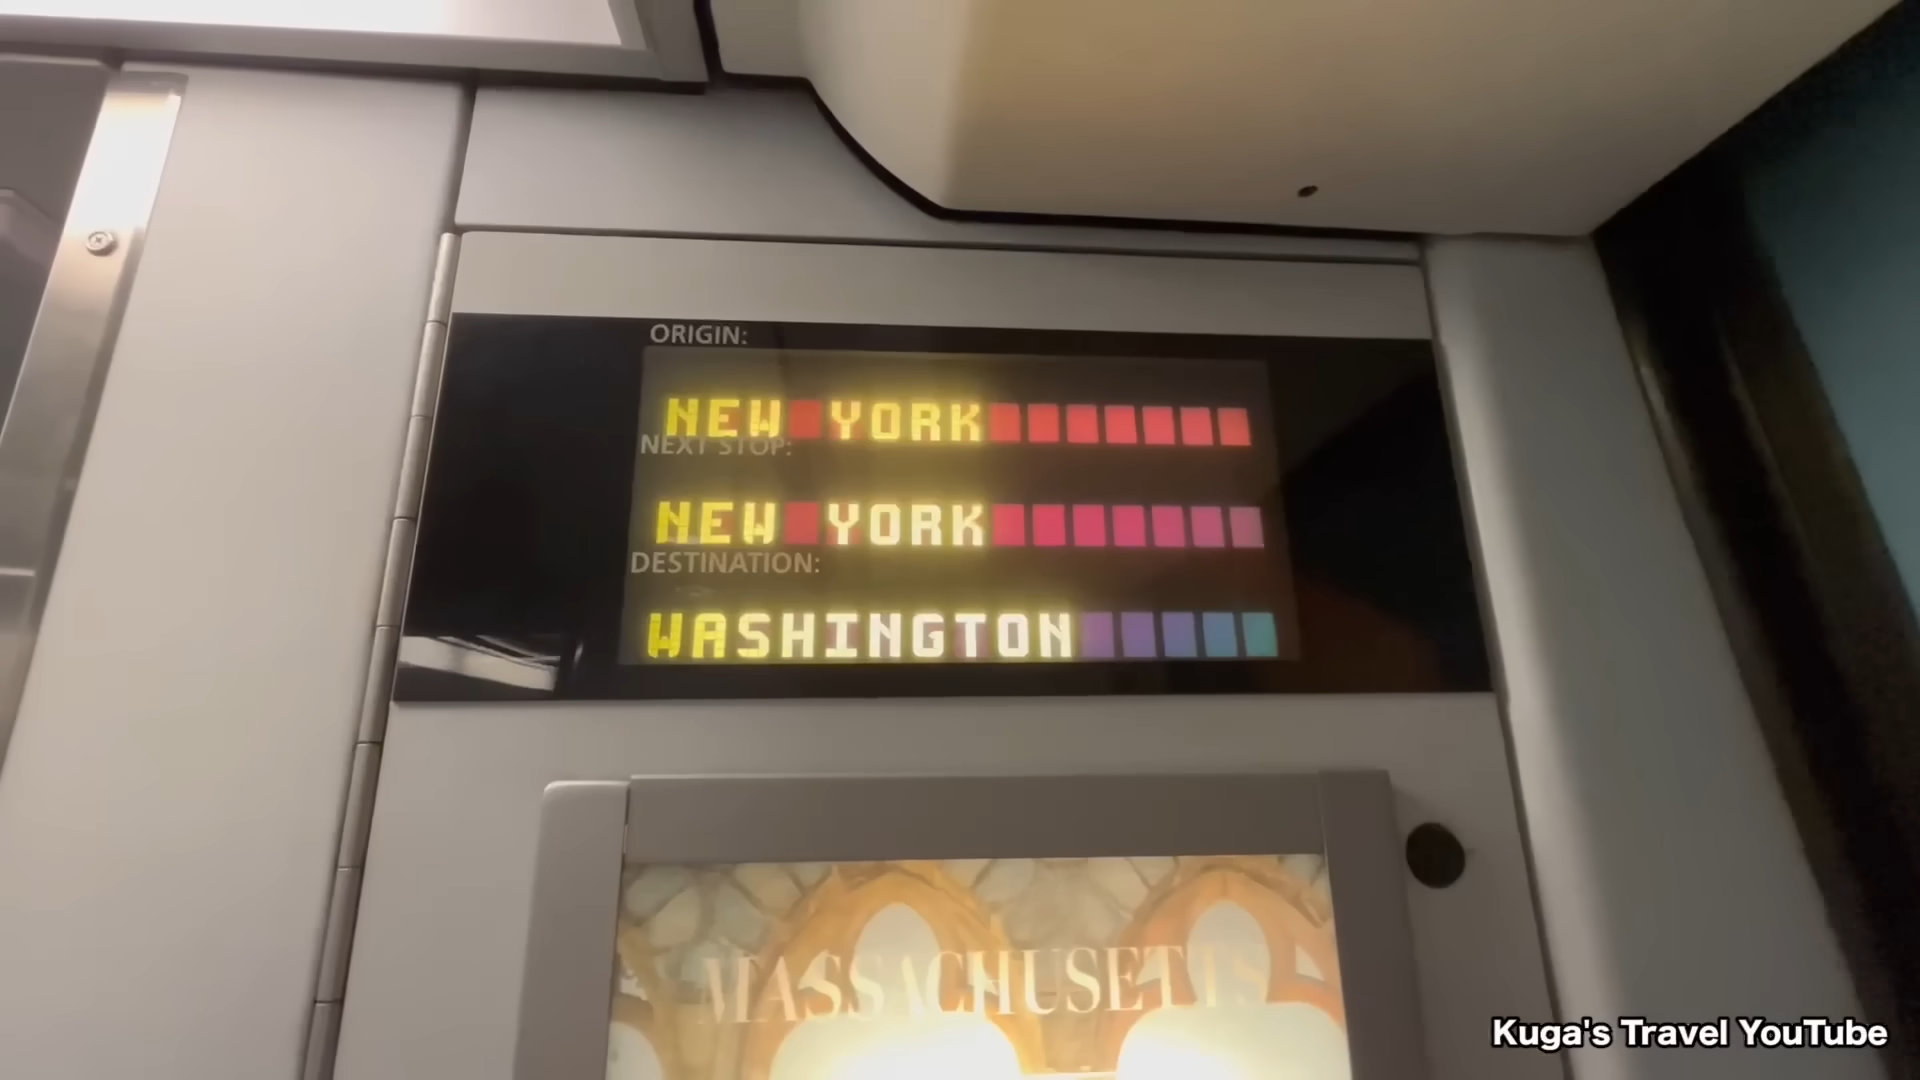 ORIGIN:
NEW YORK
NEXT STOP:
NEW YORK
DESTINATION:
WASHINGTON
MASSACHUSETTS
Kuga's Travel YouTube